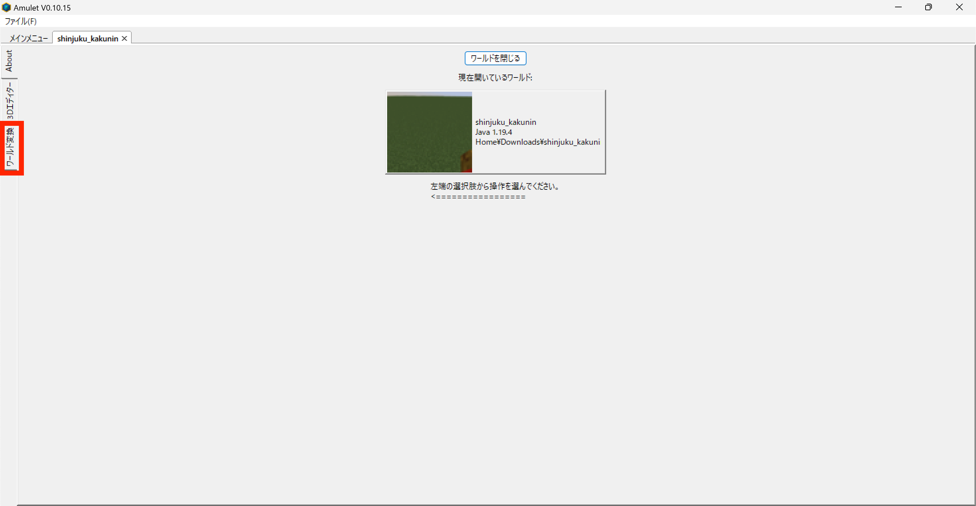 Amulet V0.10.15
ファイル(F)
メインメニュー
shinjuku_kakunin
About
3Dエディター
ワールド変換
ワールドを閉じる
現在開いているワールド:
shinjuku_kakunin
Java 1.19.4
Home¥Downloads¥shinjuku_kakuni
左端の選択肢から操作を選んでください。
<=================